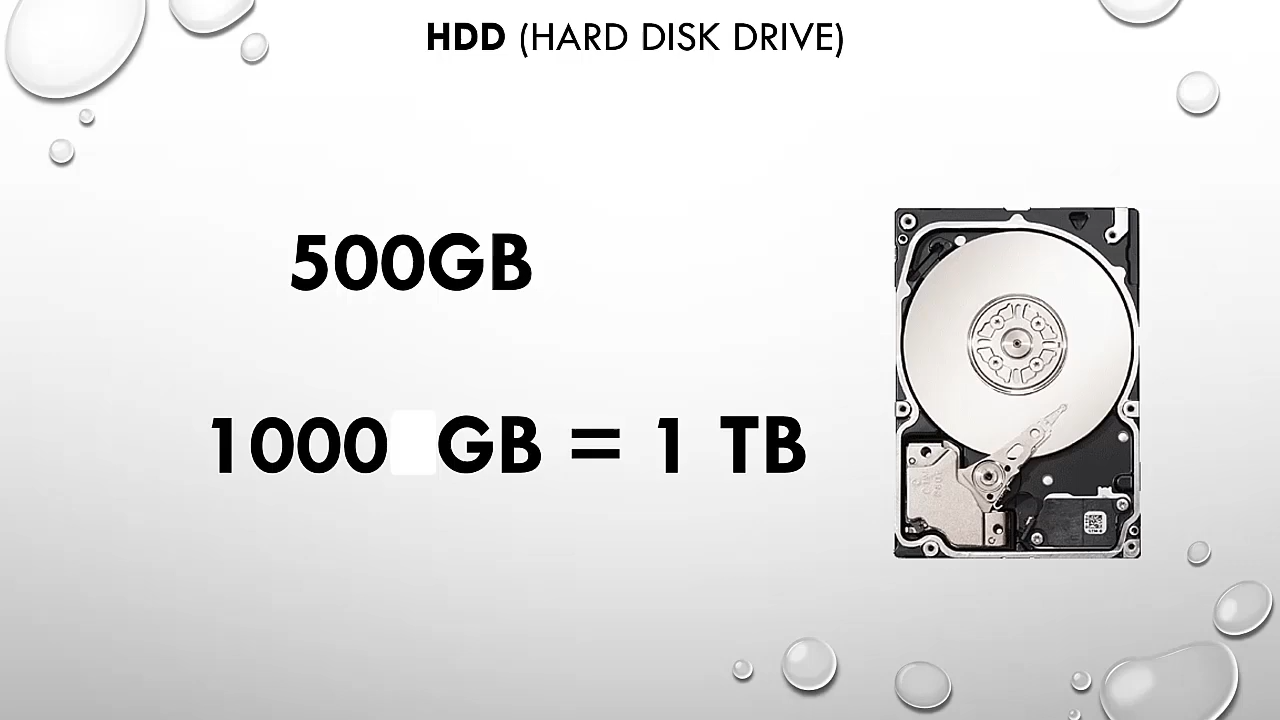 HDD (HARD DISK DRIVE)
500GB
1000 GB = 1 TB